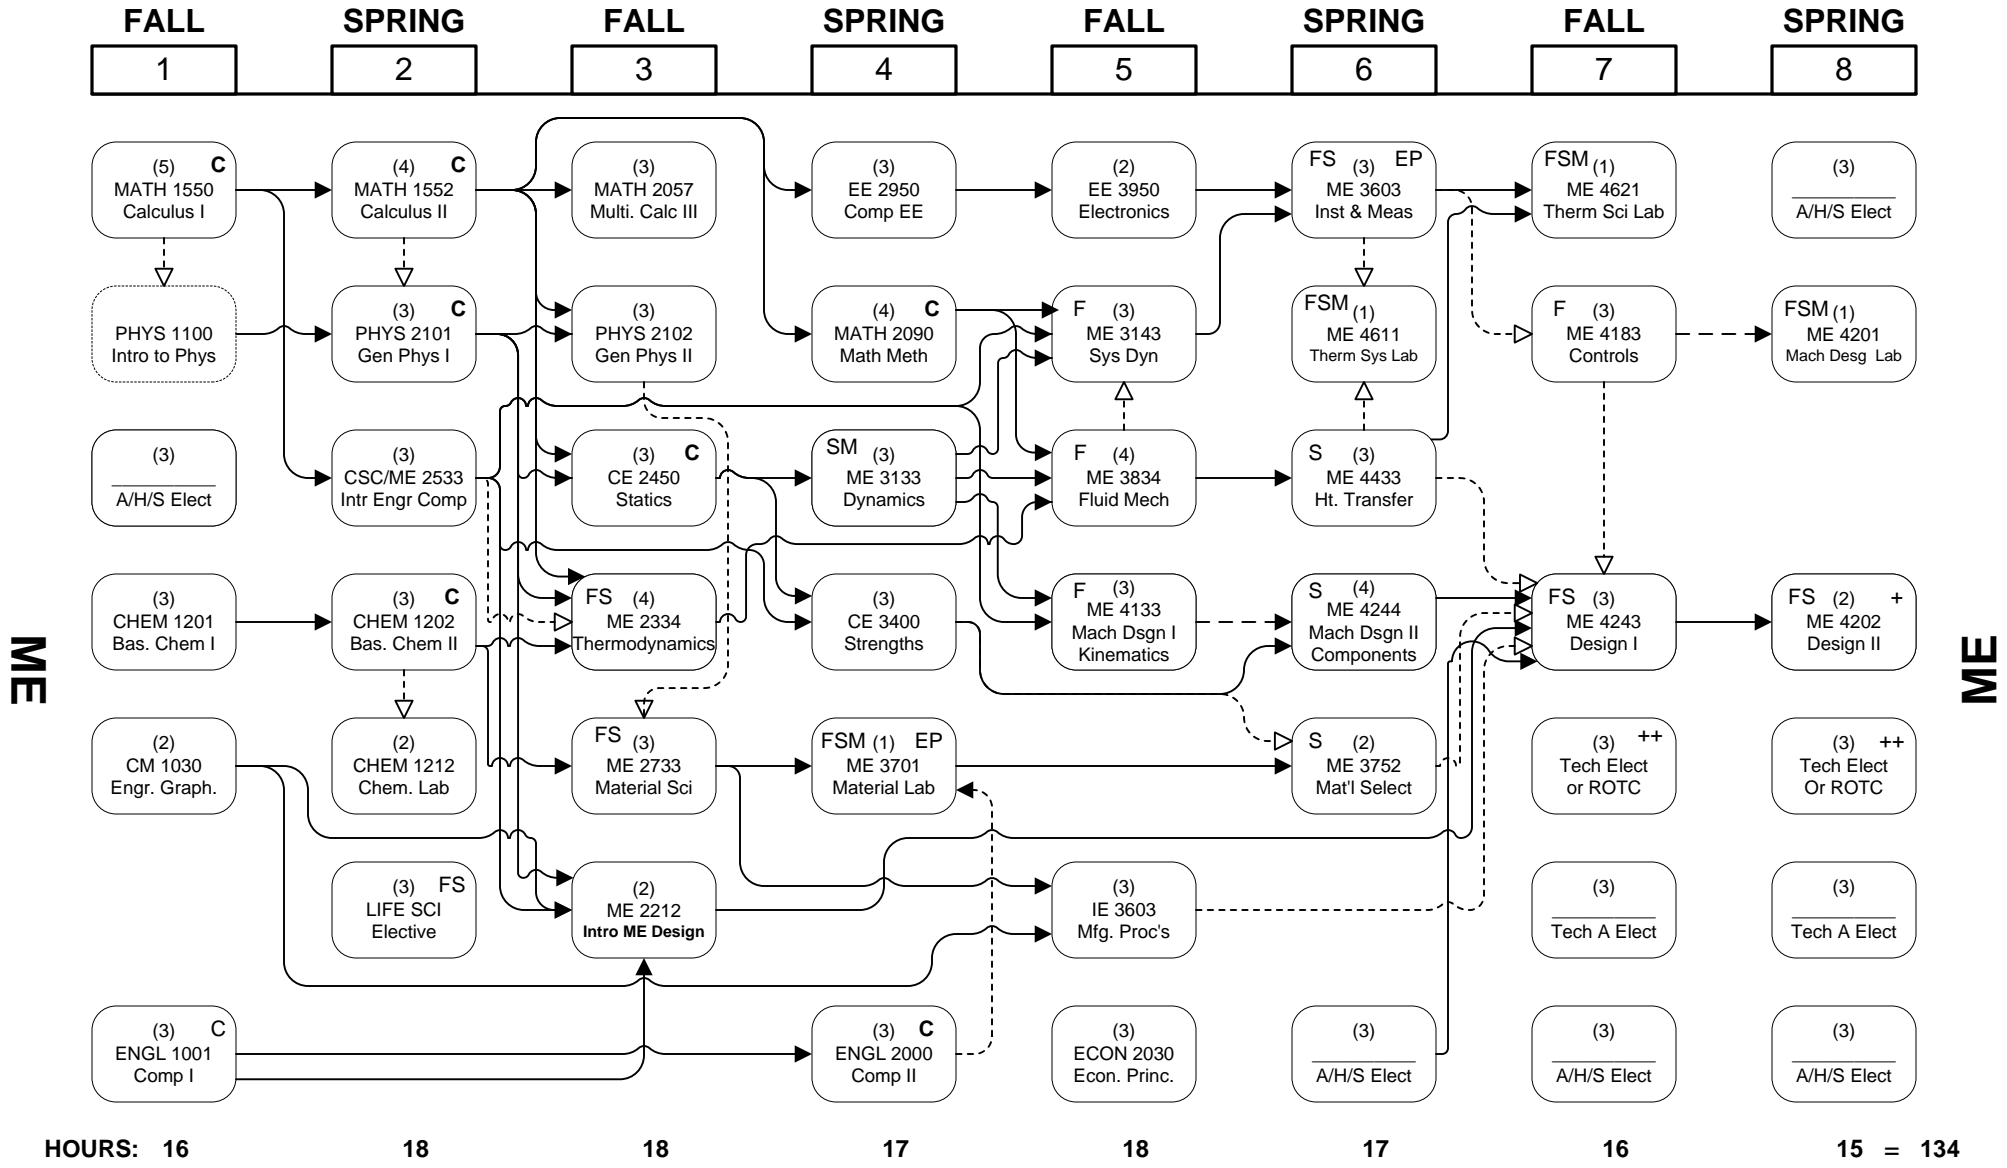 FALL
SPRING
FALL
SPRING
FALL
SPRING
FALL
SPRING
1
2
3
4
5
6
7
8
(5) C
MATH 1550
Calculus I
(4) C
MATH 1552
Calculus II
(3)
MATH 2057
Multi. Calc III
(3)
EE 2950
Comp EE
(2)
EE 3950
Electronics
FS (3) EP
ME 3603
Inst & Meas
FSM (1)
ME 4621
Therm Sci Lab
(3)
A/H/S Elect
PHYS 1100
Intro to Phys
(3) C
PHYS 2101
Gen Phys I
(3)
PHYS 2102
Gen Phys II
(4) C
MATH 2090
Math Meth
F (3)
ME 3143
Sys Dyn
FSM (1)
ME 4611
Therm Sys Lab
F (3)
ME 4183
Controls
FSM (1)
ME 4201
Mach Desg Lab
(3)
A/H/S Elect
(3)
CSC/ME 2533
Intr Engr Comp
(3) C
CE 2450
Statics
SM (3)
ME 3133
Dynamics
F (4)
ME 3834
Fluid Mech
S (3)
ME 4433
Ht. Transfer
(3)
CHEM 1201
Bas. Chem I
(3) C
CHEM 1202
Bas. Chem II
FS (4)
ME 2334
Thermodynamics
(3)
CE 3400
Strengths
F (3)
ME 4133
Mach Dsgn I
Kinematics
S (4)
ME 4244
Mach Dsgn II
Components
FS (3)
ME 4243
Design I
FS (2) +
ME 4202
Design II
ME
ME
(2)
CM 1030
Engr. Graph.
(2)
CHEM 1212
Chem. Lab
FS (3)
ME 2733
Material Sci
FSM (1) EP
ME 3701
Material Lab
S (2)
ME 3752
Mat'l Select
(3) ++
Tech Elect
or ROTC
(3) ++
Tech Elect
Or ROTC
(3) FS
LIFE SCI
Elective
(2)
ME 2212
Intro ME Design
(3)
IE 3603
Mfg. Proc's
(3)
Tech A Elect
(3)
Tech A Elect
(3) C
ENGL 1001
Comp I
(3) C
ENGL 2000
Comp II
(3)
ECON 2030
Econ. Princ.
(3)
A/H/S Elect
(3)
A/H/S Elect
(3)
A/H/S Elect
HOURS: 16 18 18 17 18 17 16 15 = 134